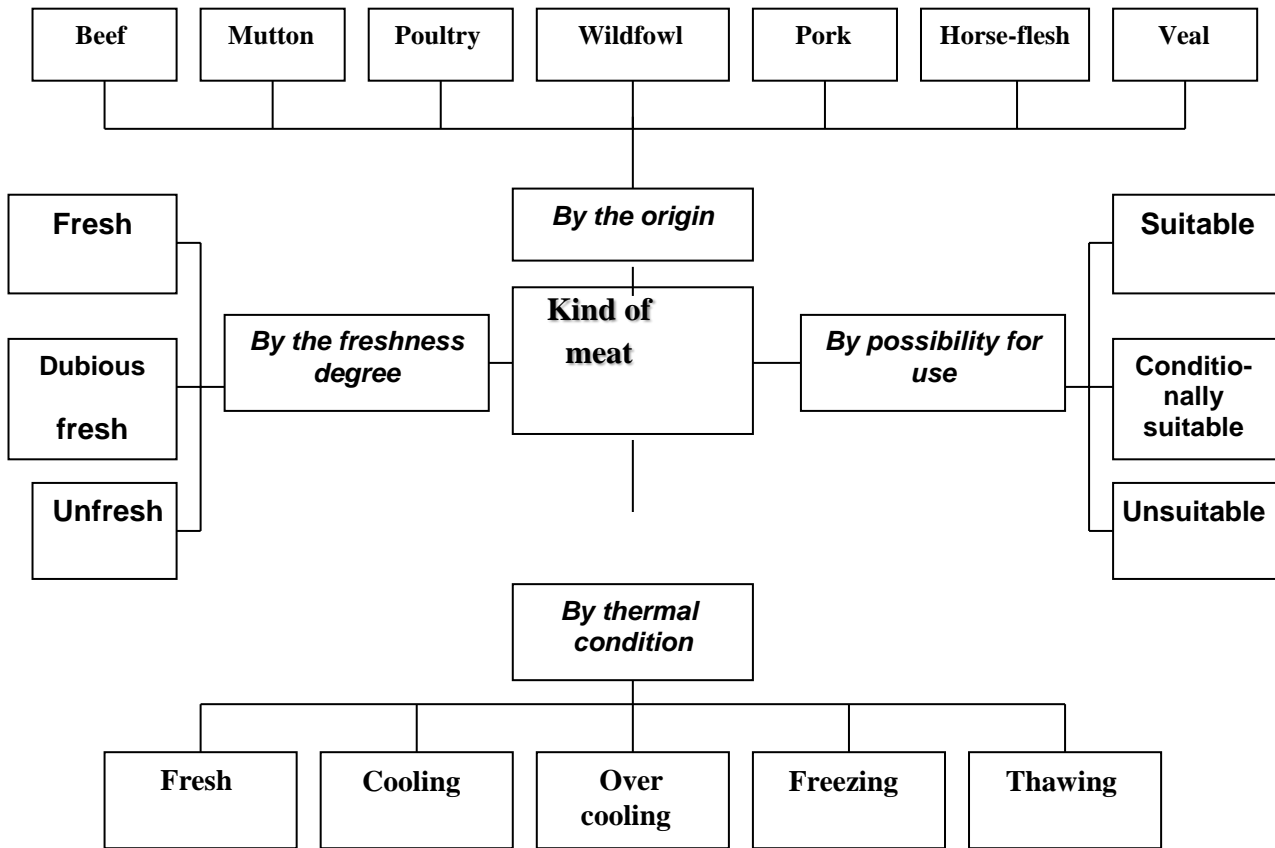 Beef
Mutton
Poultry
Wildfowl
Pork
Horse-flesh
Veal
By the origin
Fresh
Dubious
fresh
Unfresh
By the freshness
degree
Kind of
meat
By possibility for
use
Suitable
Conditio-
nally
suitable
Unsuitable
By thermal
condition
Fresh
Cooling
Over
cooling
Freezing
Thawing